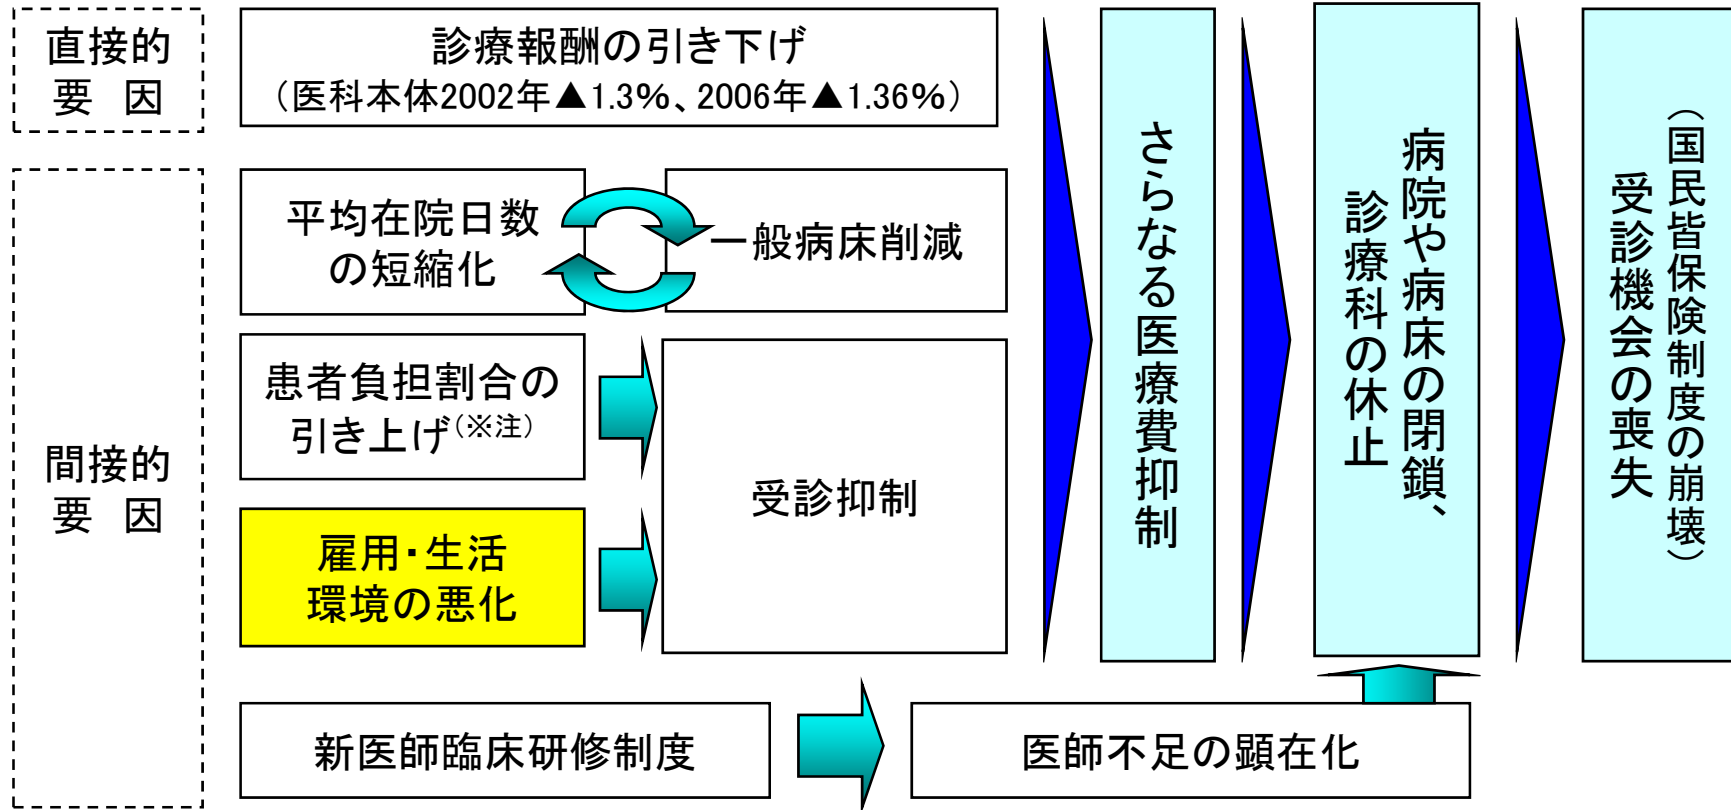 直接的
要 因
診療報酬の引き下げ
（医科本体2002年▲1.3%、2006年▲1.36%）
間接的
要 因
平均在院日数
の短縮化
一般病床削減
患者負担割合の
引き上げ(※注)
受診抑制
雇用・生活
環境の悪化
新医師臨床研修制度
医師不足の顕在化
さらなる医療費抑制
病院や病床の閉鎖、
診療科の休止
（国民皆保険制度の崩壊）
受診機会の喪失